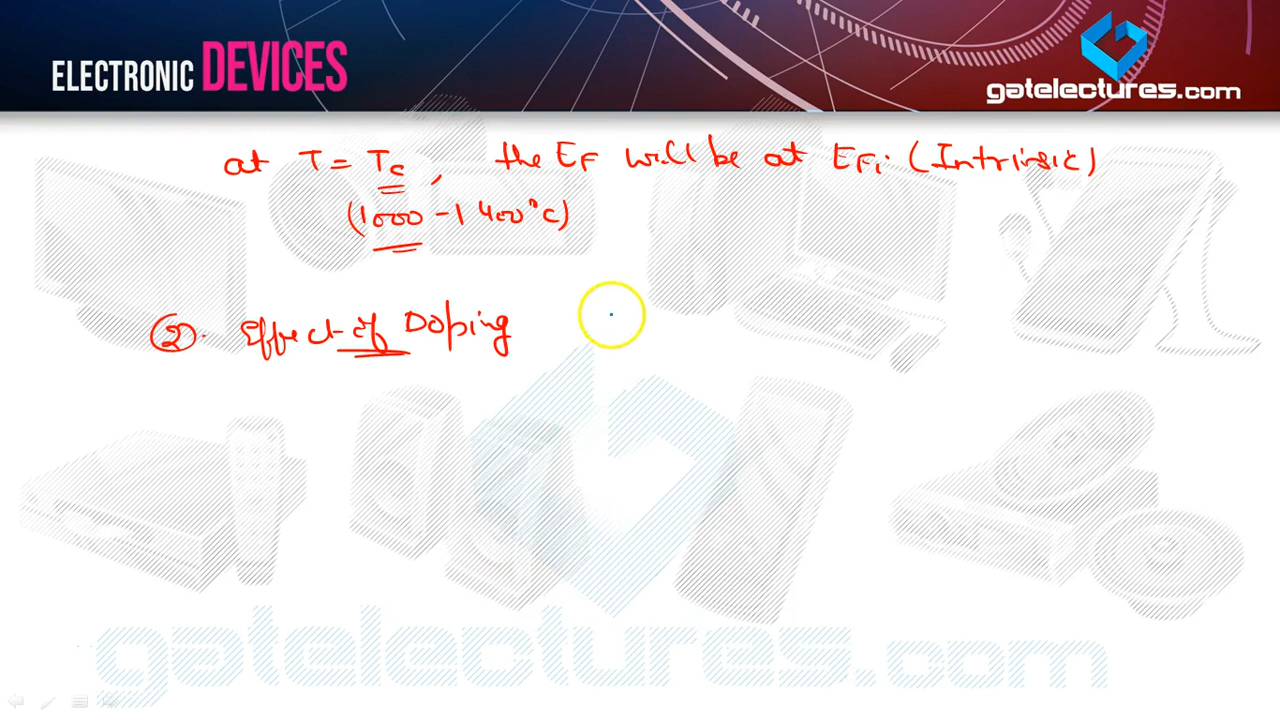 ELECTRONIC DEVICES
gatelectures.com
at T = Tc, the EF will be at EFi (Intrinsic)
(1000 - 1400°C)
②. Effect of Doping
gatelectures.com